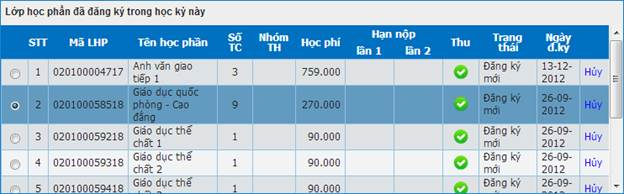 Lớp học phần đã đăng ký trong học kỳ này
STT Mã LHP Tên học phần Số TC Nhóm TH Học phí Hạn nộp lần 1 lần 2 Thu Trạng thái Ngày đ.ký
1 020100004717 Anh văn giao tiếp 1 3 759.000 Đăng ký mới 13-12-2012 Hủy
2 020100058518 Giáo dục quốc phòng - Cao đẳng 9 270.000 Đăng ký mới 26-09-2012 Hủy
3 020100059218 Giáo dục thể chất 1 1 90.000 Đăng ký mới 26-09-2012 Hủy
4 020100059318 Giáo dục thể chất 2 1 90.000 Đăng ký mới 26-09-2012 Hủy
5 020100059418 Giáo dục thể 1 90.000 Đăng ký 26-09- Hủy